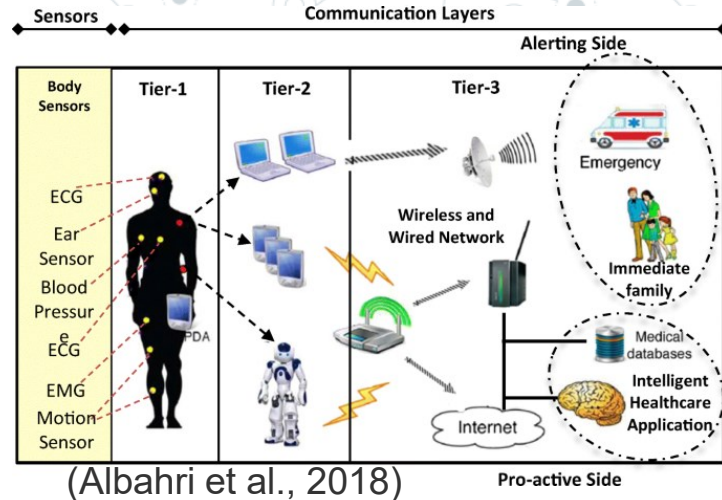 Sensors
Communication Layers
Alerting Side
Body
Sensors
Tier-1
Tier-2
Tier-3
ECG
Ear
Sensor
Blood
Pressur
e
ECG
EMG
Motion
Sensor
PDA
Wireless and
Wired Network
Internet
Emergency
Immediate
family
Medical
databases
Intelligent
Healthcare
Application
(Albahri et al., 2018)
Pro-active Side